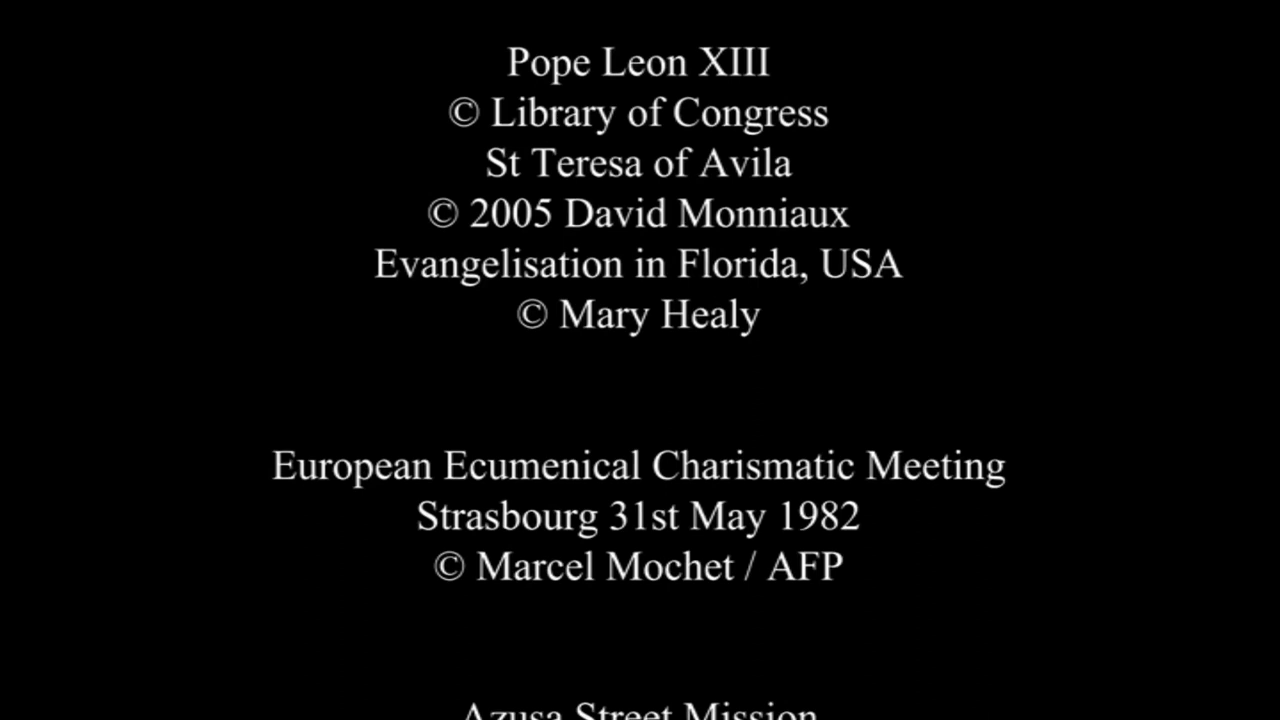 Pope Leon XIII
© Library of Congress
St Teresa of Avila
© 2005 David Monniaux
Evangelisation in Florida, USA
© Mary Healy
European Ecumenical Charismatic Meeting
Strasbourg 31st May 1982
© Marcel Mochet / AFP
Azusa Street Mission